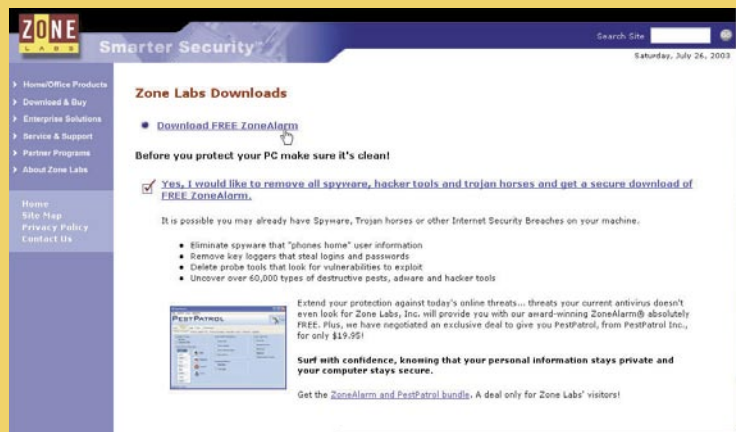 ZONE
LABS
Smarter Security
Search Site
Saturday, July 26, 2003
Home/Office Products
Download & Buy
Enterprise Solutions
Service & Support
Partner Programs
About Zone Labs
Home
Site Map
Privacy Policy
Contact Us
Zone Labs Downloads
Download FREE ZoneAlarm
Before you protect your PC make sure it's clean!
Yes, I would like to remove all spyware, hacker tools and trojan horses and get a secure download of
FREE ZoneAlarm.
It is possible you may already have Spyware, Trojan horses or other Internet Security Breaches on your machine.
Eliminate spyware that "phones home" user information
Remove key loggers that steal logins and passwords
Delete probe tools that look for vulnerabilities to exploit
Uncover over 60,000 types of destructive pests, adware and hacker tools
PESTPATROL
Extend your protection against today's online threats... threats your current antivirus doesn't
even look for Zone Labs, Inc. will provide you with our award-winning ZoneAlarm® absolutely
FREE. Plus, we have negotiated an exclusive deal to give you PestPatrol, from PestPatrol Inc.,
for only $19.95!
Surf with confidence, knowing that your personal information stays private and
your computer stays secure.
Get the ZoneAlarm and PestPatrol bundle. A deal only for Zone Labs' visitors!